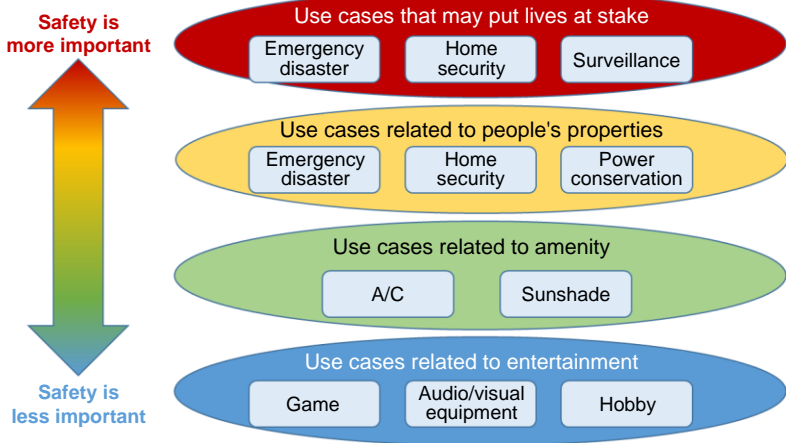 Safety is
more important
Use cases that may put lives at stake
Emergency
disaster
Home
security
Surveillance
Use cases related to people's properties
Emergency
disaster
Home
security
Power
conservation
Use cases related to amenity
A/C
Sunshade
Use cases related to entertainment
Game
Audio/visual
equipment
Hobby
Safety is
less important